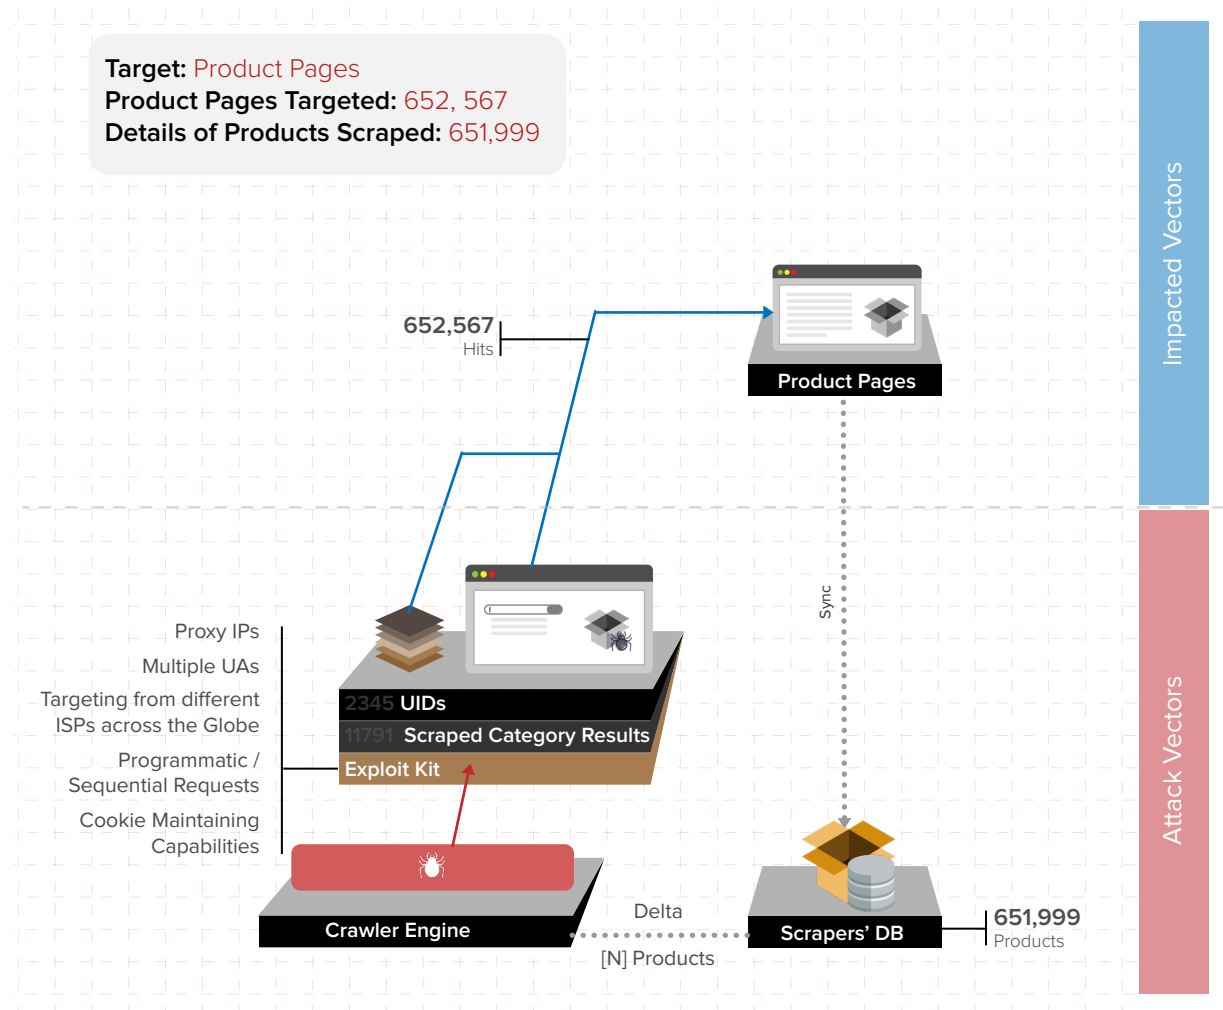 Target: Product Pages
Product Pages Targeted: 652, 567
Details of Products Scraped: 651,999
Impacted Vectors
652,567
Hits
Product Pages
Sync
Proxy IPs
Multiple UAs
Targeting from different
ISPs across the Globe
Programmatic /
Sequential Requests
Cookie Maintaining
Capabilities
2345 UIDs
11791 Scraped Category Results
Exploit Kit
Attack Vectors
Crawler Engine
Delta
[N] Products
Scrapers’ DB
651,999
Products